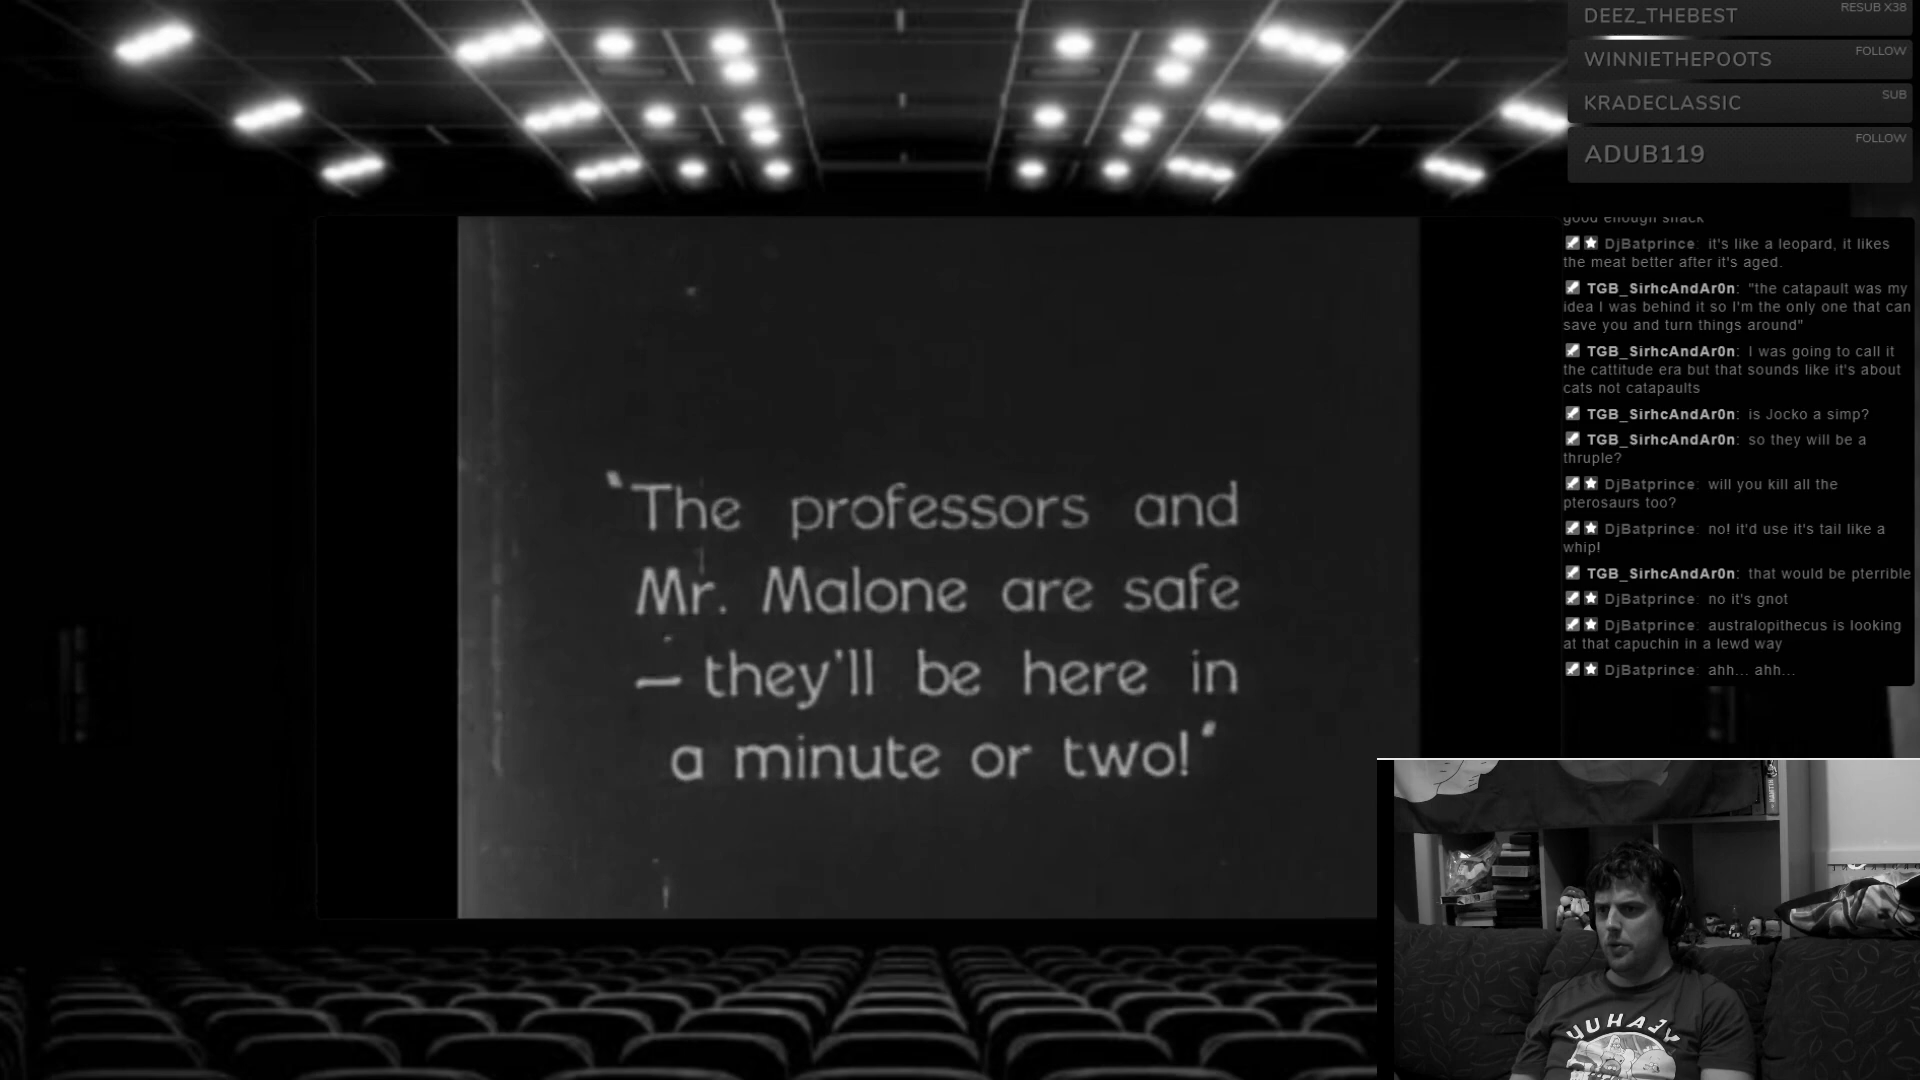 DEEZ_THEBEST RESUB X38
WINNIETHEPOOTS FOLLOW
KRADECLASSIC SUB
ADUB119 FOLLOW
good enough snack
DjBatprince: it's like a leopard, it likes
the meat better after it's aged.
TGB_SirhcAndAr0n: "the catapault was my
idea I was behind it so I'm the only one that can
save you and turn things around"
TGB_SirhcAndAr0n: I was going to call it
the cattitude era but that sounds like it's about
cats not catapaults
TGB_SirhcAndAr0n: is Jocko a simp?
TGB_SirhcAndAr0n: so they will be a
thruple?
DjBatprince: will you kill all the
pterosaurs too?
DjBatprince: no! it'd use it's tail like a
whip!
TGB_SirhcAndAr0n: that would be pterrible
DjBatprince: no it's gnot
DjBatprince: australopithecus is looking
at that capuchin in a lewd way
DjBatprince: ahh... ahh...
'The professors and
Mr. Malone are safe
— they'll be here in
a minute or two!'